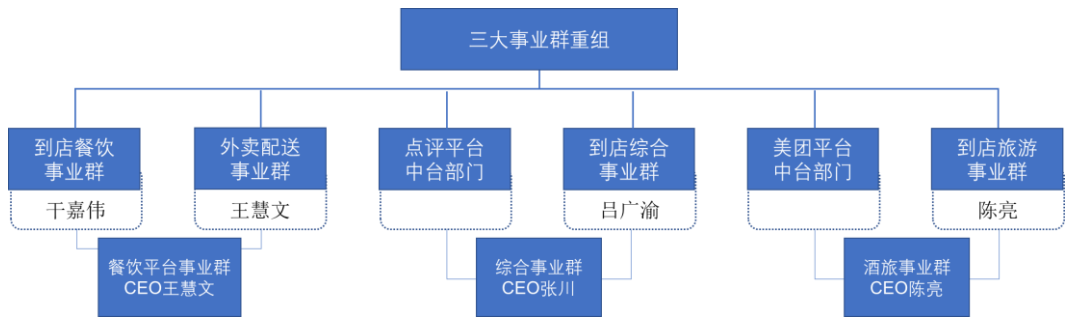 三大事业群重组
到店餐饮
事业群
干嘉伟
外卖配送
事业群
王慧文
点评平台
中台部门
到店综合
事业群
吕广渝
美团平台
中台部门
到店旅游
事业群
陈亮
餐饮平台事业群
CEO王慧文
综合事业群
CEO张川
酒旅事业群
CEO陈亮